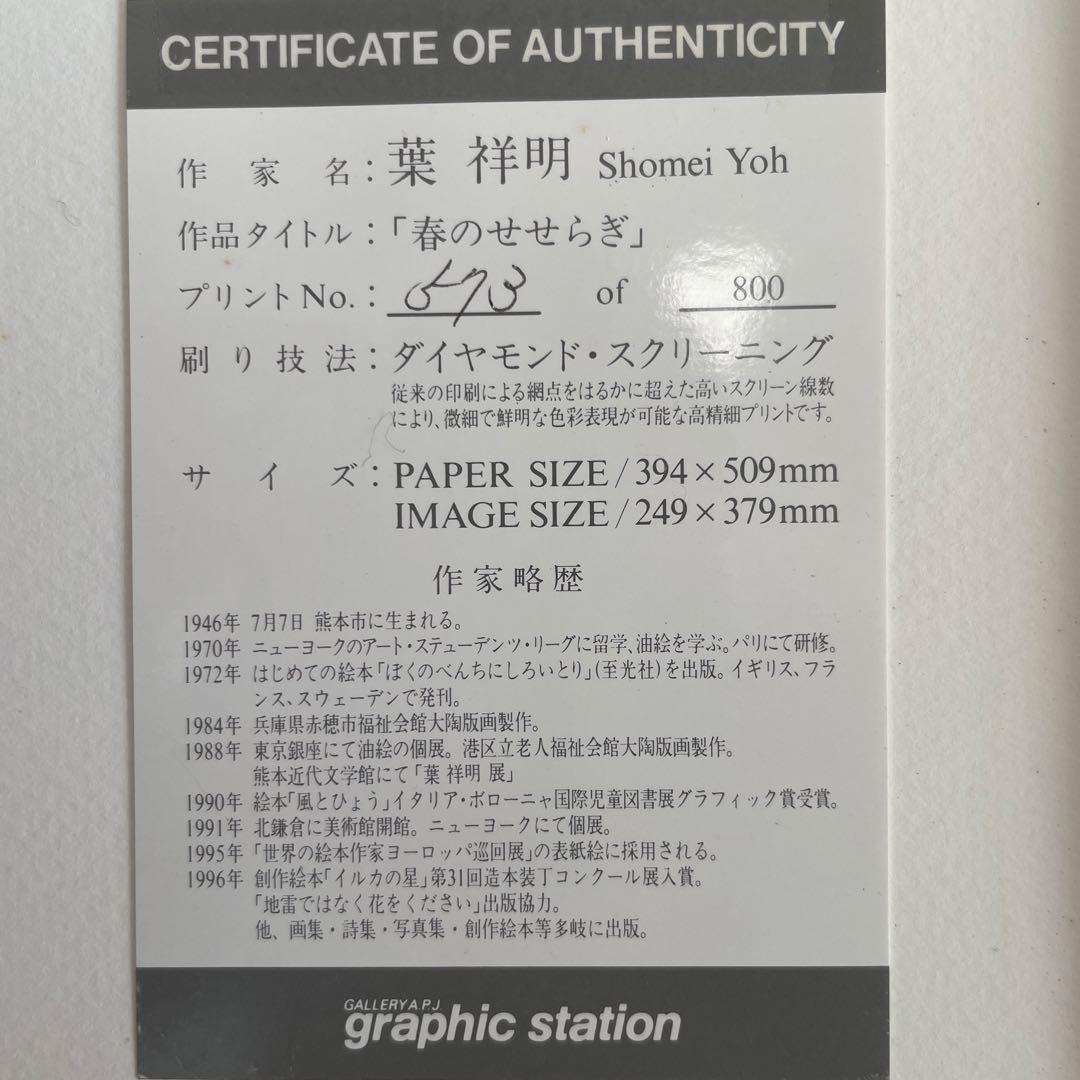 CERTIFICATE OF AUTHENTICITY
作家名：葉 祥明 Shomei Yoh
作品タイトル：「春のせせらぎ」
プリントNo.： 573 of 800
刷り技法：ダイヤモンド・スクリーニング
従来の印刷による網点をはるかに超えた高いスクリーン線数
により、微細で鮮明な色彩表現が可能な高精細プリントです。
サイズ：PAPER SIZE/394×509mm
IMAGE SIZE/249×379mm
作家略歴
1946年 7月7日 熊本市に生まれる。
1970年 ニューヨークのアート・ステューデンツ・リーグに留学、油絵を学ぶ。パリにて研修。
1972年 はじめての絵本「ぼくのべんちにしろいとり」(至光社)を出版。イギリス、フラ
ンス、スウェーデンで発刊。
1984年 兵庫県赤穂市福祉会館大陶版画製作。
1988年 東京銀座にて油絵の個展。港区立老人福祉会館大陶版画製作。
熊本近代文学館にて「葉 祥明 展」
1990年 絵本「風とひょう」イタリア・ボローニャ国際児童図書展グラフィック賞受賞。
1991年 北鎌倉に美術館開館。ニューヨークにて個展。
1995年 「世界の絵本作家ヨーロッパ巡回展」の表紙絵に採用される。
1996年 創作絵本「イルカの星」第31回造本装丁コンクール展入賞。
「地雷ではなく花をください」出版協力。
他、画集・詩集・写真集・創作絵本等多岐に出版。
GALLERY A.P.J
graphic station